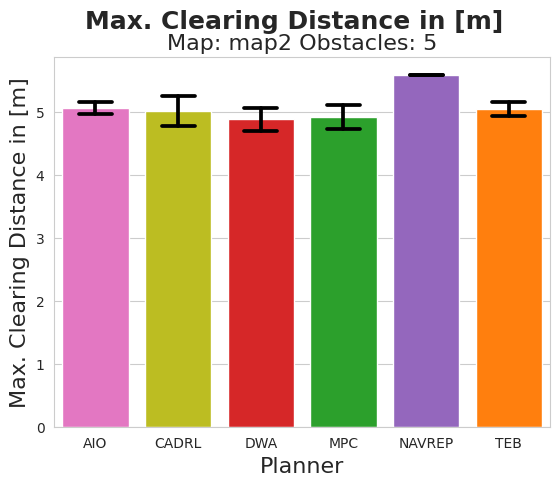 Max. Clearing Distance in [m]
Map: map2 Obstacles: 5
Max. Clearing Distance in [m]
5
4
3
2
1
0
AIO CADRL DWA MPC NAVREP TEB
Planner